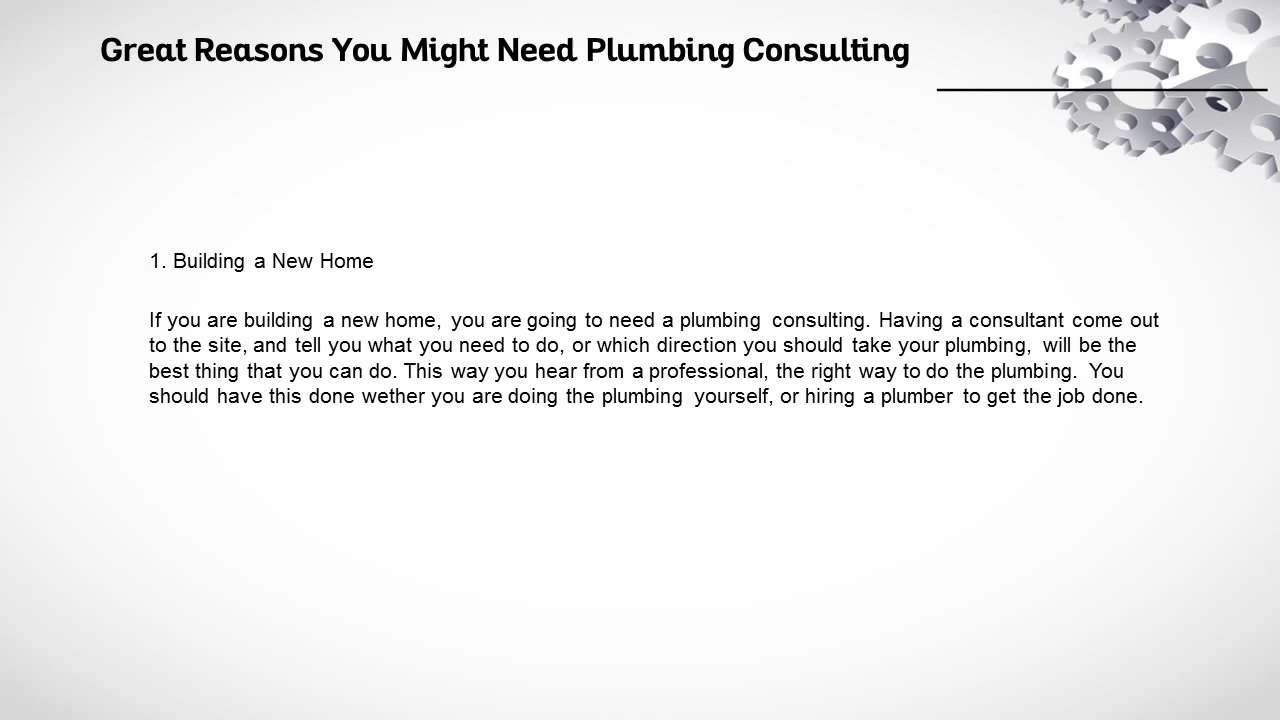 Great Reasons You Might Need Plumbing Consulting
1. Building a New Home
If you are building a new home, you are going to need a plumbing consulting. Having a consultant come out
to the site, and tell you what you need to do, or which direction you should take your plumbing, will be the
best thing that you can do. This way you hear from a professional, the right way to do the plumbing. You
should have this done wether you are doing the plumbing yourself, or hiring a plumber to get the job done.